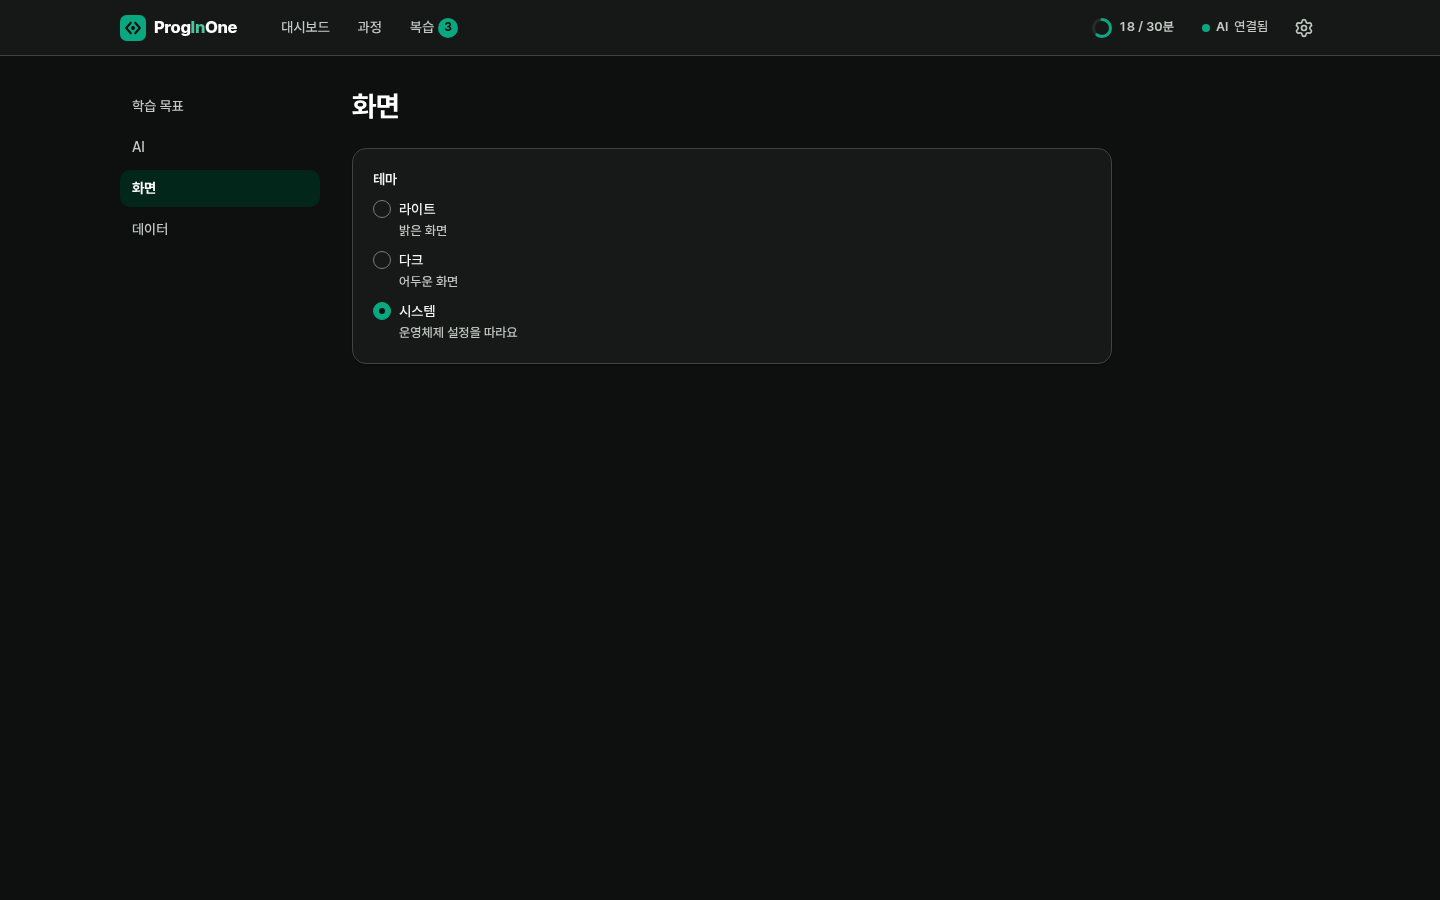 ProgInOne
대시보드
과정
복습 3
18 / 30분
AI 연결됨
학습 목표
AI
화면
데이터
화면
테마
라이트
밝은 화면
다크
어두운 화면
시스템
운영체제 설정을 따라요